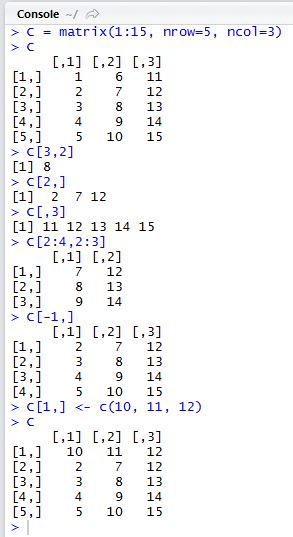 Console ~/
> C = matrix(1:15, nrow=5, ncol=3)
> C
     [,1] [,2] [,3]
[1,]    1    6   11
[2,]    2    7   12
[3,]    3    8   13
[4,]    4    9   14
[5,]    5   10   15
> C[3,2]
[1] 8
> C[2,]
[1]  2  7 12
> C[,3]
[1] 11 12 13 14 15
> C[2:4,2:3]
     [,1] [,2]
[1,]    7   12
[2,]    8   13
[3,]    9   14
> C[-1,]
     [,1] [,2] [,3]
[1,]    2    7   12
[2,]    3    8   13
[3,]    4    9   14
[4,]    5   10   15
> C[1,] <- c(10, 11, 12)
> C
     [,1] [,2] [,3]
[1,]   10   11   12
[2,]    2    7   12
[3,]    3    8   13
[4,]    4    9   14
[5,]    5   10   15
>